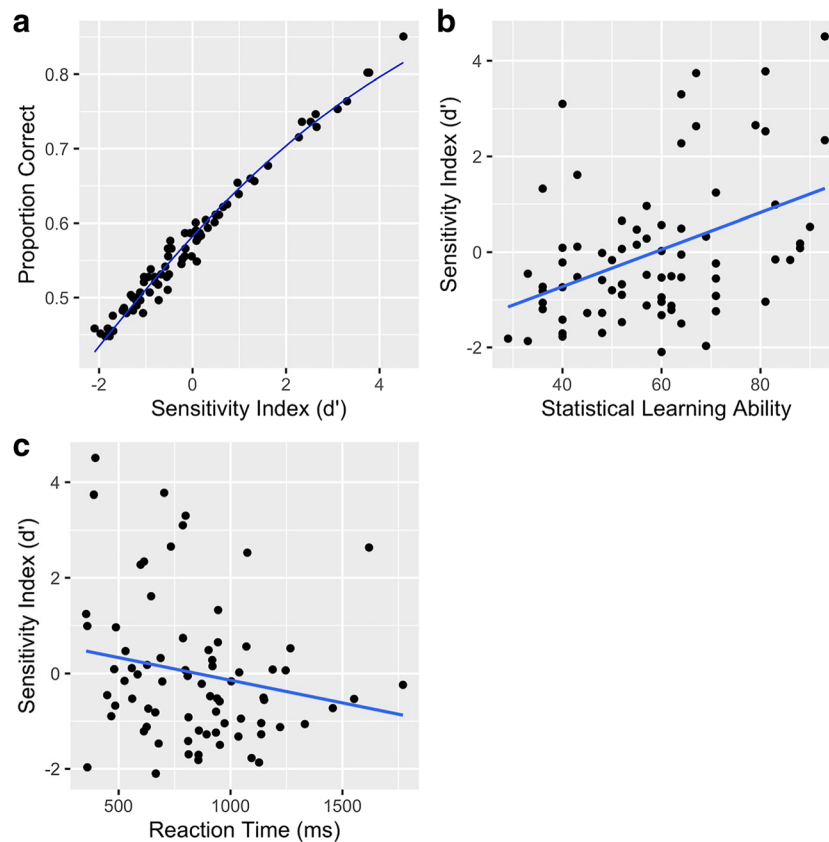 a
Proportion Correct
0.8
0.7
0.6
0.5
-2 0 2 4
Sensitivity Index (d')
b
Sensitivity Index (d')
4
2
0
-2
40 60 80
Statistical Learning Ability
c
Sensitivity Index (d')
4
2
0
-2
500 1000 1500
Reaction Time (ms)